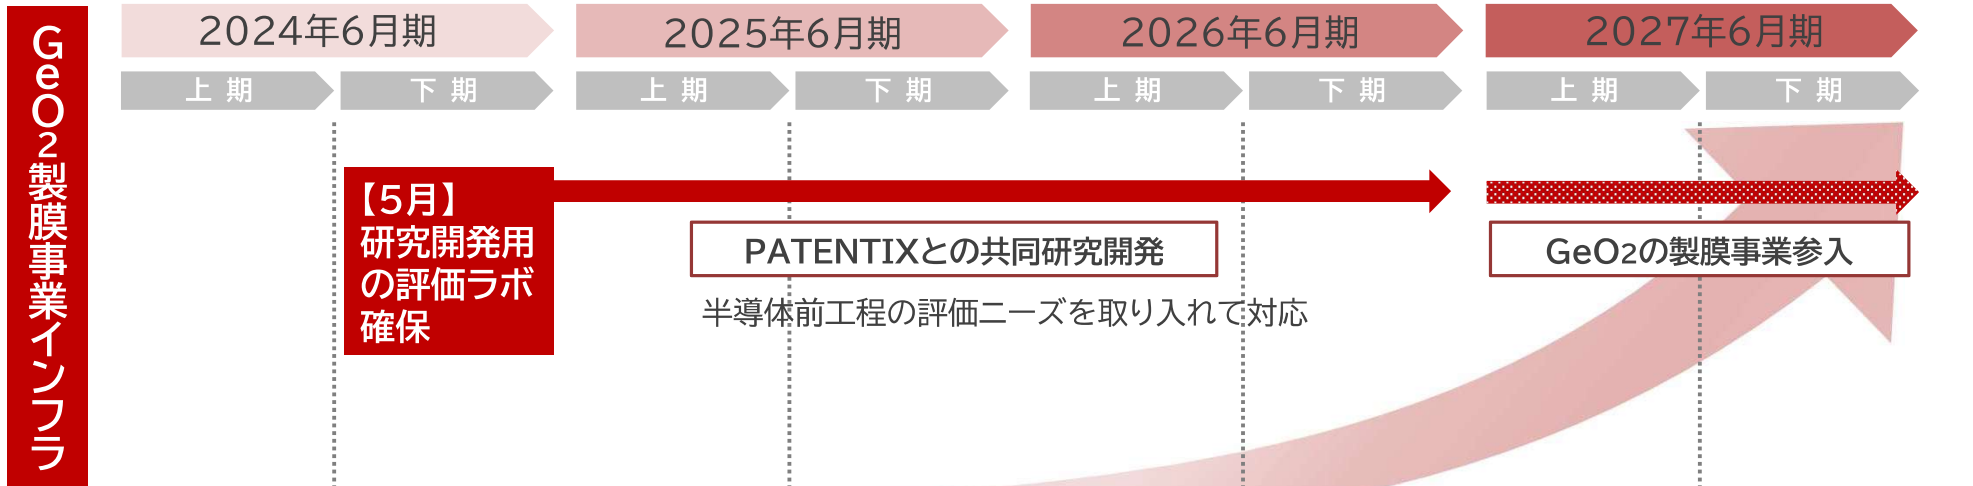 GeO2製膜事業インフラ
2024年6月期
2025年6月期
2026年6月期
2027年6月期
上 期
下 期
上 期
下 期
上 期
下 期
上 期
下 期
【5月】
研究開発用
の評価ラボ
確保
PATENTIXとの共同研究開発
半導体前工程の評価ニーズを取り入れて対応
GeO2の製膜事業参入